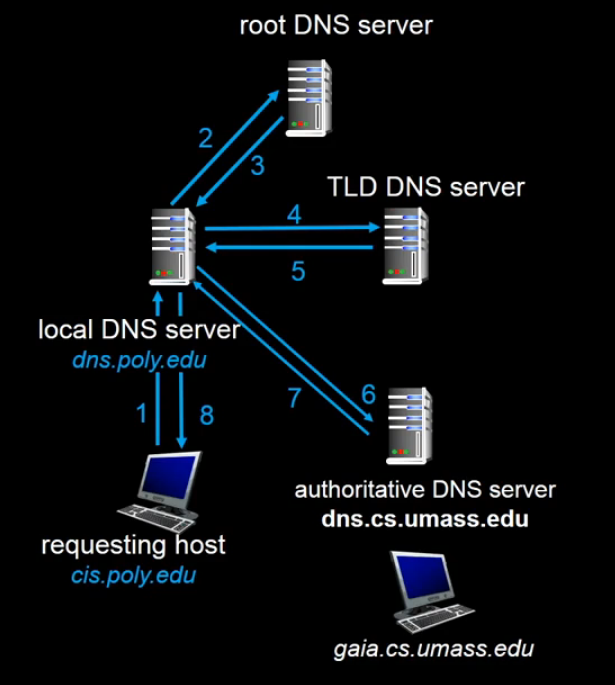 root DNS server
2
3
TLD DNS server
4
5
local DNS server
dns.poly.edu
6
7
1
8
authoritative DNS server
dns.cs.umass.edu
requesting host
cis.poly.edu
gaia.cs.umass.edu